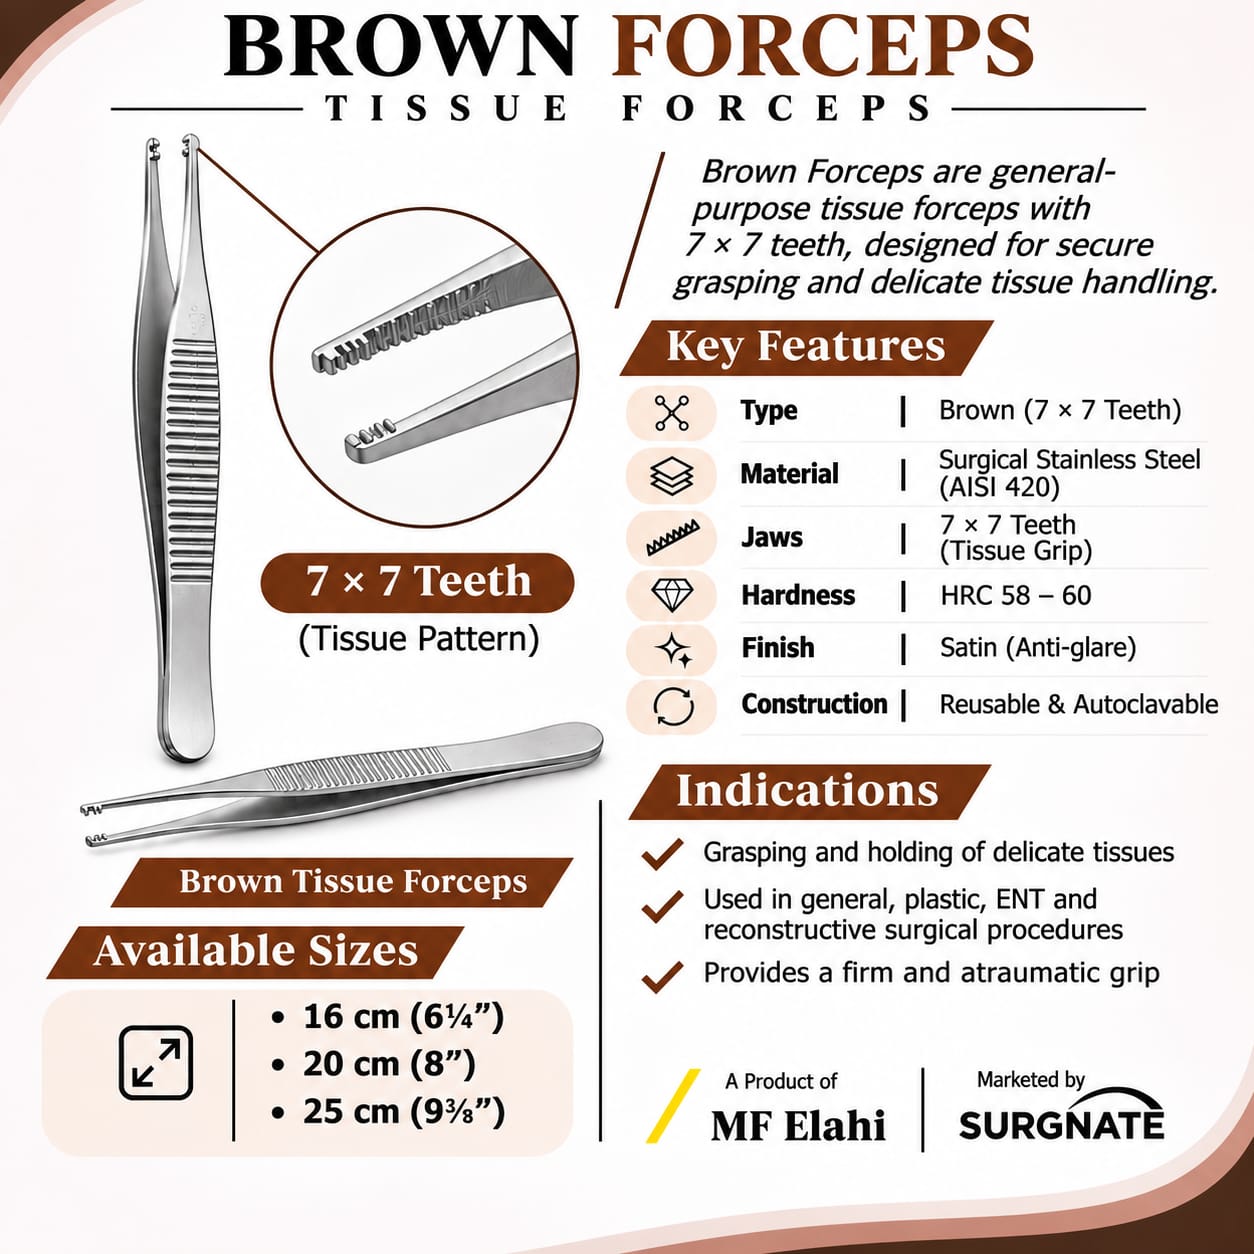 BROWN FORCEPS
TISSUE FORCEPS
Brown Forceps are general-
purpose tissue forceps with
7 × 7 teeth, designed for secure
grasping and delicate tissue handling.
7 × 7 Teeth
(Tissue Pattern)
Brown Tissue Forceps
Available Sizes
• 16 cm (6¼”)
• 20 cm (8”)
• 25 cm (9⅜”)
Key Features
Type | Brown (7 × 7 Teeth)
Material | Surgical Stainless Steel
(AISI 420)
Jaws | 7 × 7 Teeth
(Tissue Grip)
Hardness | HRC 58 – 60
Finish | Satin (Anti-glare)
Construction | Reusable & Autoclavable
Indications
Grasping and holding of delicate tissues
Used in general, plastic, ENT and
reconstructive surgical procedures
Provides a firm and atraumatic grip
A Product of
MF Elahi
Marketed by
SURGNATE